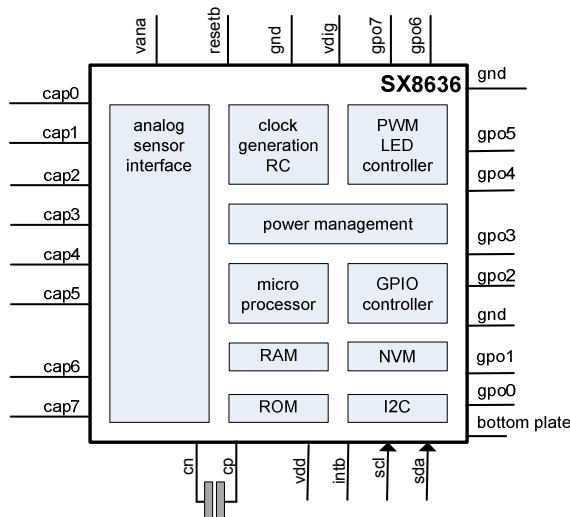 vana
resetb
gnd
vdig
gpo7
gpo6
SX8636
cap0
cap1
cap2
cap3
cap4
cap5
cap6
cap7
analog
sensor
interface
clock
generation
RC
PWM
LED
controller
power management
micro
processor
GPIO
controller
RAM
NVM
ROM
I2C
gnd
gpo5
gpo4
gpo3
gpo2
gnd
gpo1
gpo0
bottom plate
cn
cp
vdd
intb
scl
sda